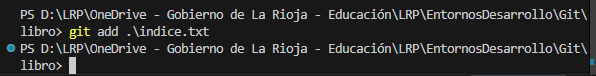 PS D:\LRP\OneDrive - Gobierno de La Rioja - Educación\LRP\EntornosDesarrollo\Git\
libro> git add .\indice.txt
PS D:\LRP\OneDrive - Gobierno de La Rioja - Educación\LRP\EntornosDesarrollo\Git\
libro>